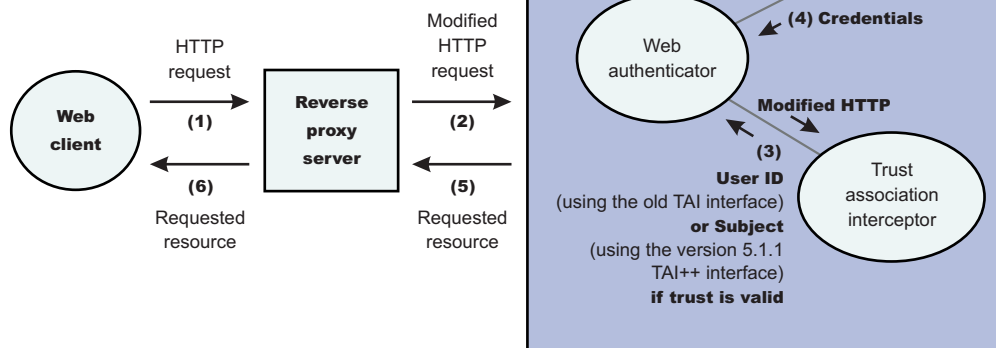 HTTP
request
(1)
Web
client
(6)
Requested
resource
Reverse
proxy
server
Modified
HTTP
request
(2)
(5)
Requested
resource
Web
authenticator
(4) Credentials
Modified HTTP
(3)
User ID
(using the old TAI interface)
or Subject
(using the version 5.1.1
TAI++ interface)
if trust is valid
Trust
association
interceptor